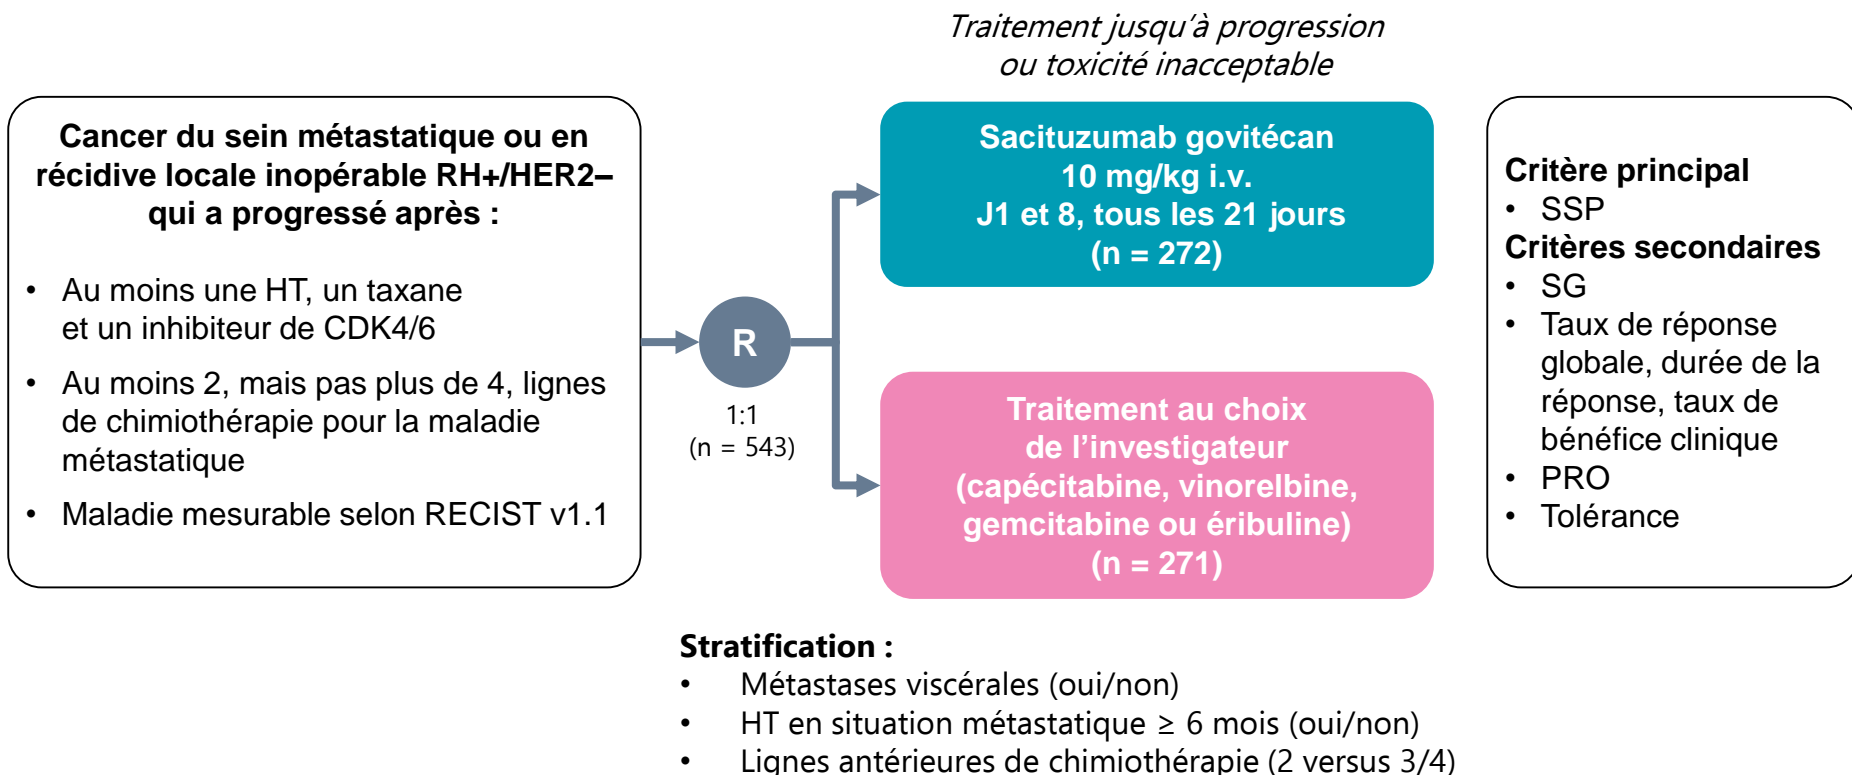 Traitement jusqu’à progression
ou toxicité inacceptable
Cancer du sein métastatique ou en
récidive locale inopérable RH+/HER2–
qui a progressé après :
• Au moins une HT, un taxane
et un inhibiteur de CDK4/6
• Au moins 2, mais pas plus de 4, lignes
de chimiothérapie pour la maladie
métastatique
• Maladie mesurable selon RECIST v1.1
R
1:1
(n = 543)
Sacituzumab govitécan
10 mg/kg i.v.
J1 et 8, tous les 21 jours
(n = 272)
Traitement au choix
de l’investigateur
(capécitabine, vinorelbine,
gemcitabine ou éribuline)
(n = 271)
Critère principal
• SSP
Critères secondaires
• SG
• Taux de réponse
globale, durée de la
réponse, taux de
bénéfice clinique
• PRO
• Tolérance
Stratification :
• Métastases viscérales (oui/non)
• HT en situation métastatique ≥ 6 mois (oui/non)
• Lignes antérieures de chimiothérapie (2 versus 3/4)